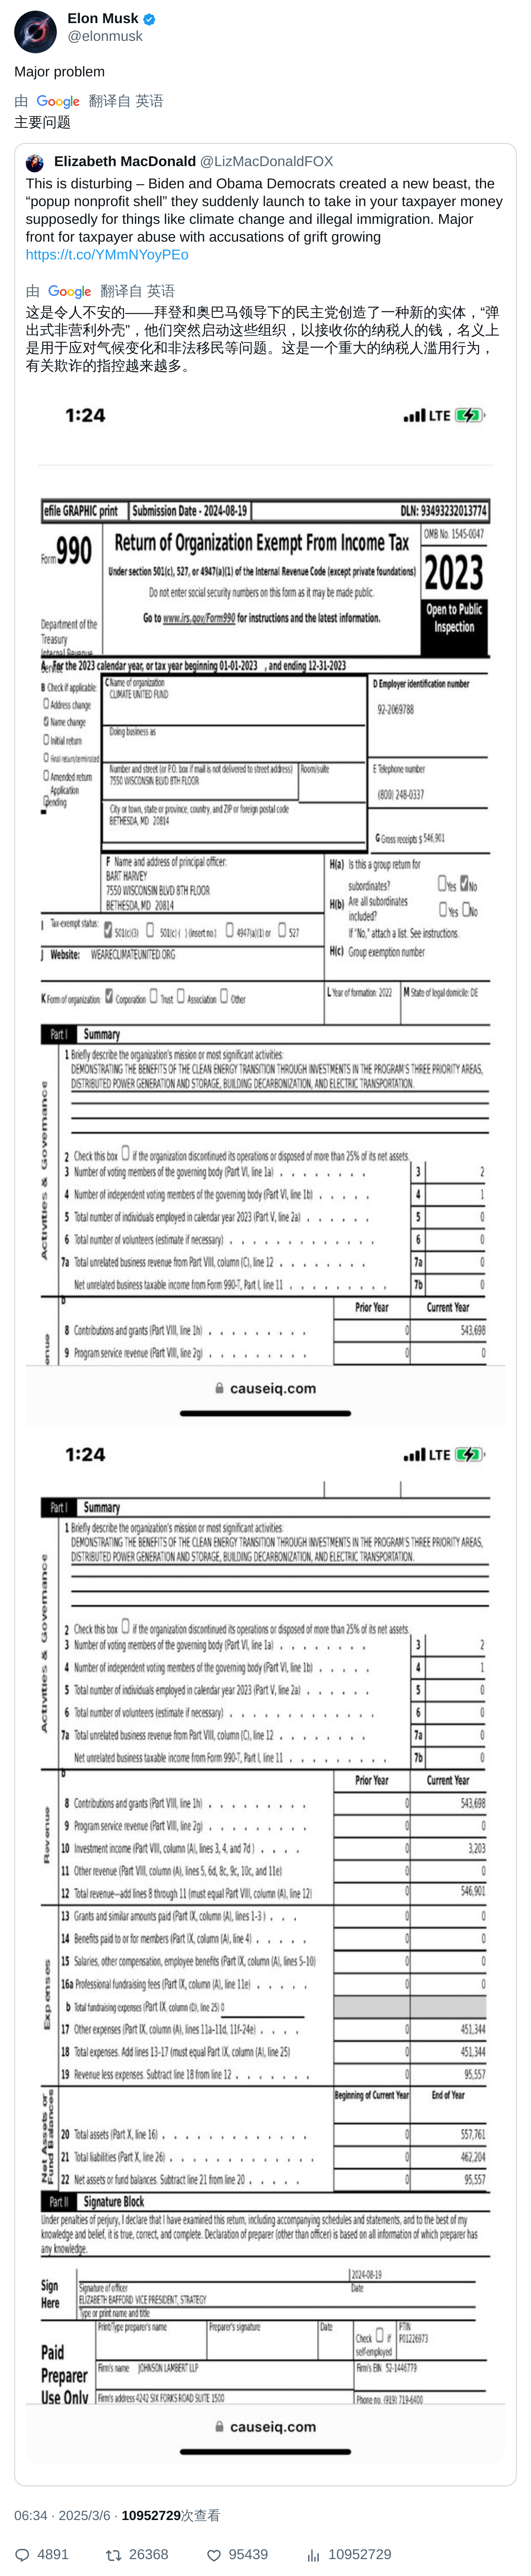 Elon Musk
@elonmusk
Major problem
由 Google 翻译自 英语
主要问题
Elizabeth MacDonald @LizMacDonaldFOX
This is disturbing – Biden and Obama Democrats created a new beast, the
“popup nonprofit shell” they suddenly launch to take in your taxpayer money
supposedly for things like climate change and illegal immigration. Major
front for taxpayer abuse with accusations of grift growing
https://t.co/YMmNYoyPEo
由 Google 翻译自 英语
这是令人不安的——拜登和奥巴马领导下的民主党创造了一种新的实体，“弹
出式非营利外壳”，他们突然启动这些组织，以接收你的纳税人的钱，名义上
是用于应对气候变化和非法移民等问题。这是一个重大的纳税人滥用行为，
有关欺诈的指控越来越多。
1:24 LTE
efile GRAPHIC print Submission Date - 2024-08-19 DLN: 93493232013774
Form 990
Return of Organization Exempt From Income Tax
OMB No. 1545-0047
Under section 501(c), 527, or 4947(a)(1) of the Internal Revenue Code (except private foundations)
2023
Do not enter social security numbers on this form as it may be made public.
Go to www.irs.gov/Form990 for instructions and the latest information.
Open to Public
Inspection
Department of the
Treasury
Internal Revenue
Service
A For the 2023 calendar year, or tax year beginning 01-01-2023 , and ending 12-31-2023
B Check if applicable:
Address change
Name change
Initial return
Final return/terminated
Amended return
Application
pending
C Name of organization
CLIMATE UNITED FUND
Doing business as
Number and street (or P.O. box if mail is not delivered to street address) Room/suite
7550 WISCONSIN BLVD 8TH FLOOR
City or town, state or province, country, and ZIP or foreign postal code
BETHESDA, MD 20814
D Employer identification number
92-2069788
E Telephone number
(800) 248-0337
G Gross receipts $ 546,901
F Name and address of principal officer:
BART HARVEY
7550 WISCONSIN BLVD 8TH FLOOR
BETHESDA, MD 20814
H(a) Is this a group return for
subordinates? Yes No
H(b) Are all subordinates
included? Yes No
If "No," attach a list. See instructions.
H(c) Group exemption number
I Tax-exempt status: 501(c)(3) 501(c) ( ) (insert no.) 4947(a)(1) or 527
J Website: WEARECLIMATEUNITED.ORG
K Form of organization: Corporation Trust Association Other
L Year of formation: 2022 M State of legal domicile: DE
Part I Summary
Activities & Governance
1 Briefly describe the organization's mission or most significant activities:
DEMONSTRATING THE BENEFITS OF THE CLEAN ENERGY TRANSITION THROUGH INVESTMENTS IN THE PROGRAM'S THREE PRIORITY AREAS,
DISTRIBUTED POWER GENERATION AND STORAGE, BUILDING DECARBONIZATION, AND ELECTRIC TRANSPORTATION.
2 Check this box if the organization discontinued its operations or disposed of more than 25% of its net assets.
3 Number of voting members of the governing body (Part VI, line 1a) 3 2
4 Number of independent voting members of the governing body (Part VI, line 1b) 4 1
5 Total number of individuals employed in calendar year 2023 (Part V, line 2a) 5 0
6 Total number of volunteers (estimate if necessary) 6 0
7a Total unrelated business revenue from Part VIII, column (C), line 12 7a 0
b Net unrelated business taxable income from Form 990-T, Part I, line 11 7b 0
Prior Year Current Year
8 Contributions and grants (Part VIII, line 1h) 0 543,698
9 Program service revenue (Part VIII, line 2g) 0 0
enue
causeiq.com
1:24 LTE
Part I Summary
Activities & Governance
1 Briefly describe the organization's mission or most significant activities:
DEMONSTRATING THE BENEFITS OF THE CLEAN ENERGY TRANSITION THROUGH INVESTMENTS IN THE PROGRAM'S THREE PRIORITY AREAS,
DISTRIBUTED POWER GENERATION AND STORAGE, BUILDING DECARBONIZATION, AND ELECTRIC TRANSPORTATION.
2 Check this box if the organization discontinued its operations or disposed of more than 25% of its net assets.
3 Number of voting members of the governing body (Part VI, line 1a) 3 2
4 Number of independent voting members of the governing body (Part VI, line 1b) 4 1
5 Total number of individuals employed in calendar year 2023 (Part V, line 2a) 5 0
6 Total number of volunteers (estimate if necessary) 6 0
7a Total unrelated business revenue from Part VIII, column (C), line 12 7a 0
b Net unrelated business taxable income from Form 990-T, Part I, line 11 7b 0
Prior Year Current Year
Revenue
8 Contributions and grants (Part VIII, line 1h) 0 543,698
9 Program service revenue (Part VIII, line 2g) 0 0
10 Investment income (Part VIII, column (A), lines 3, 4, and 7d ) 0 3,203
11 Other revenue (Part VIII, column (A), lines 5, 6d, 8c, 9c, 10c, and 11e) 0 0
12 Total revenue—add lines 8 through 11 (must equal Part VIII, column (A), line 12) 0 546,901
Expenses
13 Grants and similar amounts paid (Part IX, column (A), lines 1-3 ) 0 0
14 Benefits paid to or for members (Part IX, column (A), line 4) 0 0
15 Salaries, other compensation, employee benefits (Part IX, column (A), lines 5-10) 0 0
16a Professional fundraising fees (Part IX, column (A), line 11e) 0 0
b Total fundraising expenses (Part IX, column (D), line 25) 0
17 Other expenses (Part IX, column (A), lines 11a-11d, 11f-24e) 0 451,344
18 Total expenses. Add lines 13-17 (must equal Part IX, column (A), line 25) 0 451,344
19 Revenue less expenses. Subtract line 18 from line 12 0 95,557
Net Assets or
Fund Balances
Beginning of Current Year End of Year
20 Total assets (Part X, line 16) 0 557,761
21 Total liabilities (Part X, line 26) 0 462,204
22 Net assets or fund balances. Subtract line 21 from line 20 0 95,557
Part II Signature Block
Under penalties of perjury, I declare that I have examined this return, including accompanying schedules and statements, and to the best of my
knowledge and belief, it is true, correct, and complete. Declaration of preparer (other than officer) is based on all information of which preparer has
any knowledge.
Sign
Here
2024-08-19
Signature of officer Date
ELIZABETH BAFFORD VICE PRESIDENT, STRATEGY
Type or print name and title
Paid
Preparer
Use Only
Print/Type preparer's name Preparer's signature Date
Check if
self-employed
PTIN
P01226973
Firm's name JOHNSON LAMBERT LLP Firm's EIN 52-1446779
Firm's address 4242 SIX FORKS ROAD SUITE 1500 Phone no. (919) 719-6400
causeiq.com
06:34 · 2025/3/6 · 10952729次查看
4891 26368 95439 10952729